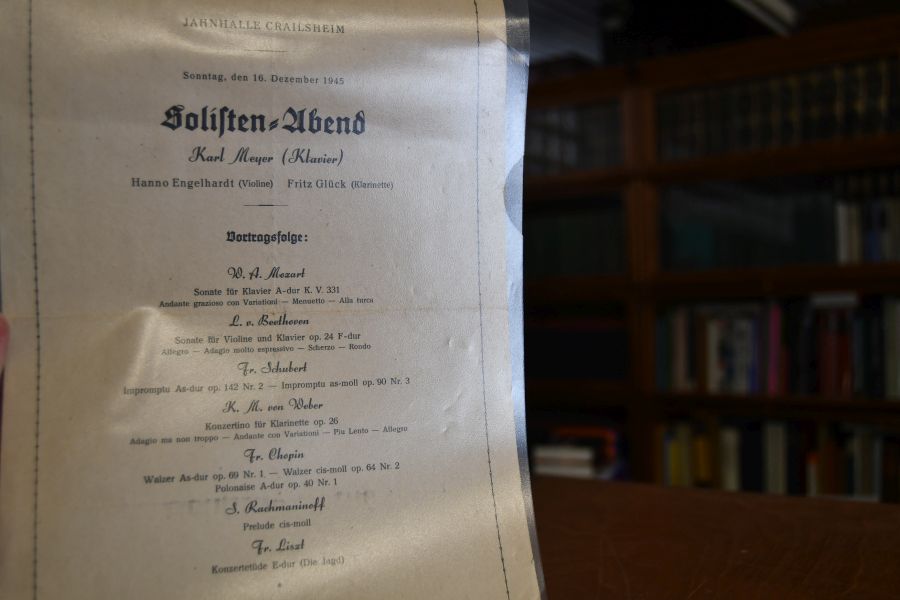 JAHNHALLE CRAILSHEIM
Sonntag, den 16. Dezember 1945
Solisten-Abend
Karl Meyer (Klavier)
Hanno Engelhardt (Violine) Fritz Glück (Klarinette)
Vortragsfolge:
W. A. Mozart
Sonate für Klavier A-dur K. V. 331
Andante grazioso con Variationi — Menuetto — Alla turca
L. v. Beethoven
Sonate für Violine und Klavier op. 24 F-dur
Allegro — Adagio molto espressivo — Scherzo — Rondo
Fr. Schubert
Impromptu As-dur op. 142 Nr. 2 — Impromptu as-moll op. 90 Nr. 3
K. M. von Weber
Konzertino für Klarinette op. 26
Adagio ma non troppo — Andante con Variationi — Piu Lento — Allegro
Fr. Chopin
Walzer As-dur op. 69 Nr. 1 — Walzer cis-moll op. 64 Nr. 2
Polonaise A-dur op. 40 Nr. 1
S. Rachmaninoff
Prelude cis-moll
Fr. Liszt
Konzertetüde E-dur (Die Jagd)